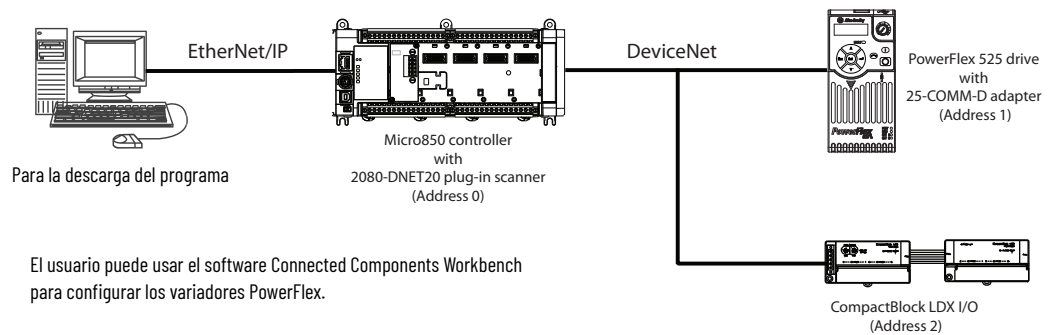 EtherNet/IP
DeviceNet
PowerFlex 525 drive
with
25-COMM-D adapter
(Address 1)
Micro850 controller
with
2080-DNET20 plug-in scanner
(Address 0)
Para la descarga del programa
El usuario puede usar el software Connected Components Workbench
para configurar los variadores PowerFlex.
CompactBlock LDX I/O
(Address 2)